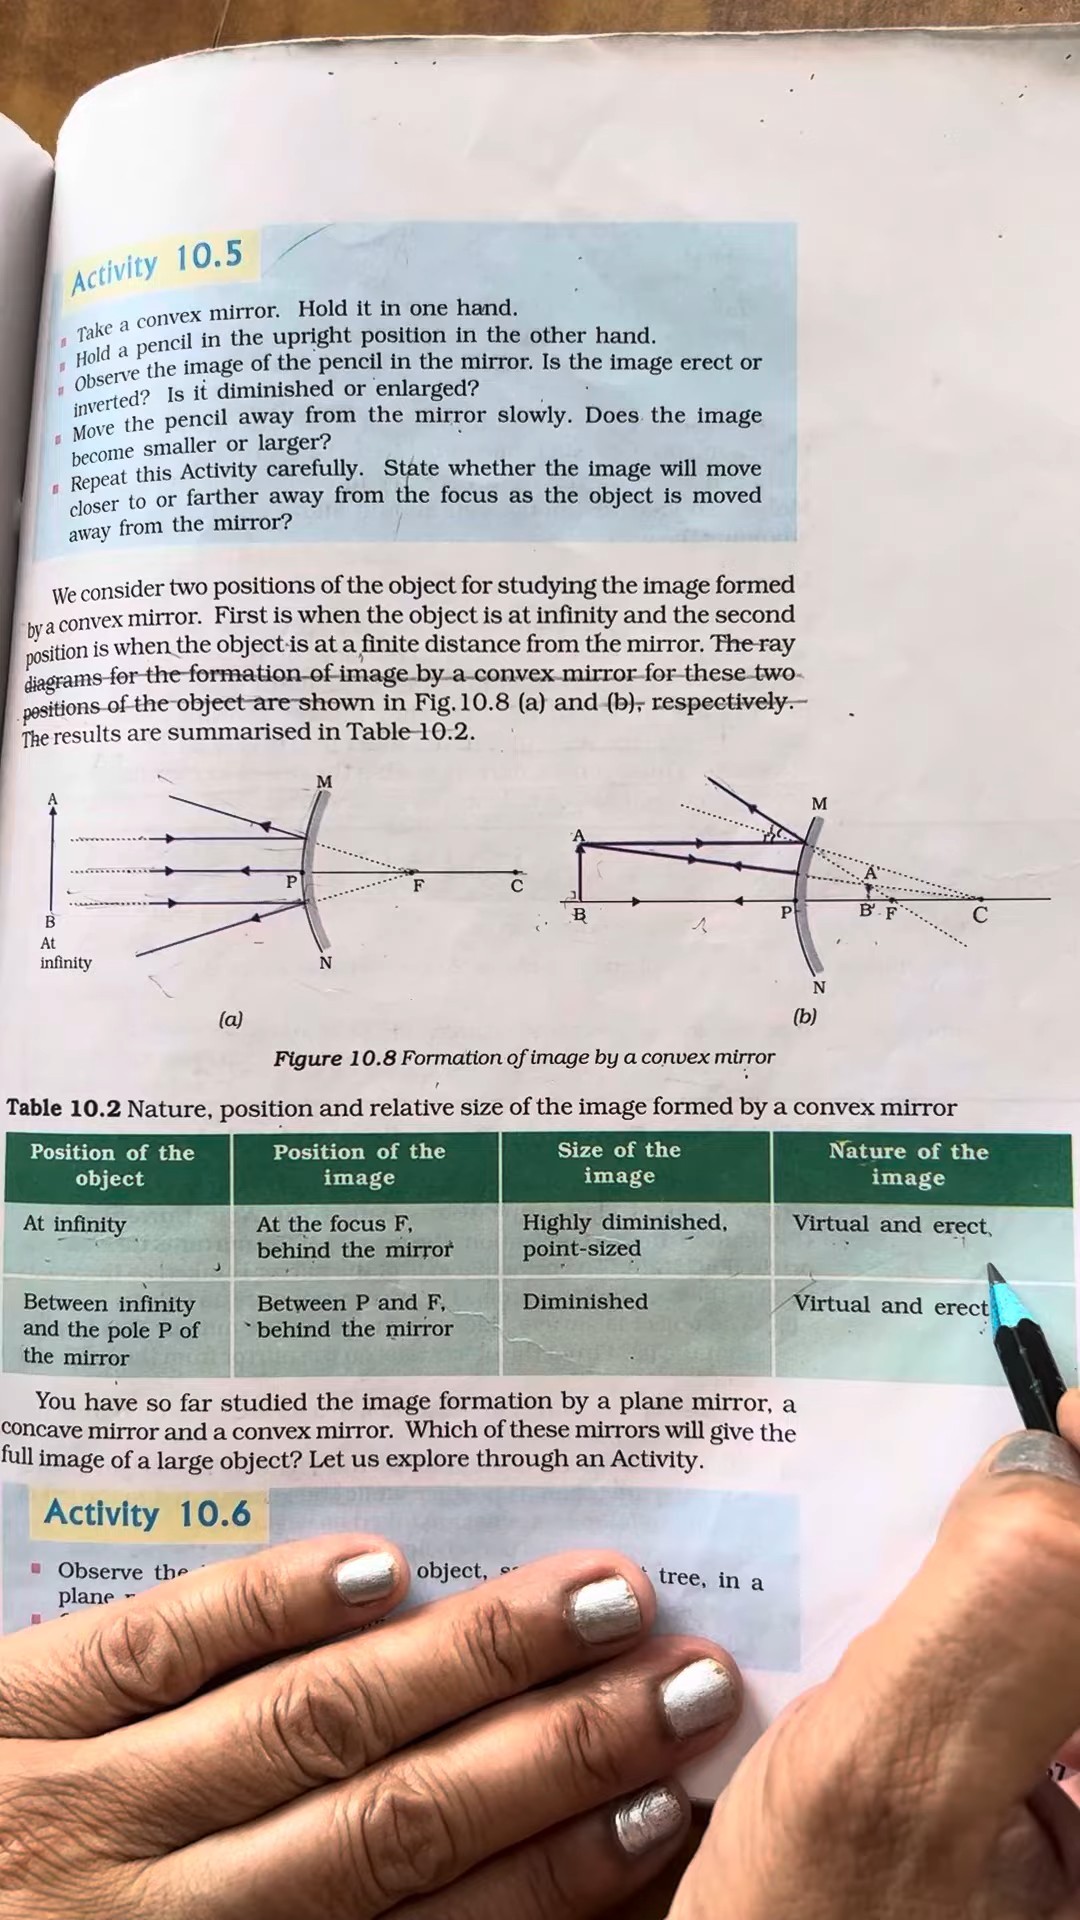 Activity 10.5
Take a convex mirror. Hold it in one hand.
Hold a pencil in the upright position in the other hand.
Observe the image of the pencil in the mirror. Is the image erect or
inverted? Is it diminished or enlarged?
Move the pencil away from the mirror slowly. Does the image
become smaller or larger?
Repeat this Activity carefully. State whether the image will move
closer to or farther away from the focus as the object is moved
away from the mirror?
We consider two positions of the object for studying the image formed
by a convex mirror. First is when the object is at infinity and the second
position is when the object is at a finite distance from the mirror. The ray
diagrams for the formation of image by a convex mirror for these two
positions of the object are shown in Fig.10.8 (a) and (b), respectively.
The results are summarised in Table 10.2.
A
B
At
infinity
M
P
F
C
N
(a)
A
B
M
P
A'
B'
F
C
N
(b)
Figure 10.8 Formation of image by a convex mirror
Table 10.2 Nature, position and relative size of the image formed by a convex mirror
Position of the object
Position of the image
Size of the image
Nature of the image
At infinity
At the focus F, behind the mirror
Highly diminished, point-sized
Virtual and erect
Between infinity and the pole P of the mirror
Between P and F, behind the mirror
Diminished
Virtual and erect
You have so far studied the image formation by a plane mirror, a
concave mirror and a convex mirror. Which of these mirrors will give the
full image of a large object? Let us explore through an Activity.
Activity 10.6
Observe the object, tree, in a
plane